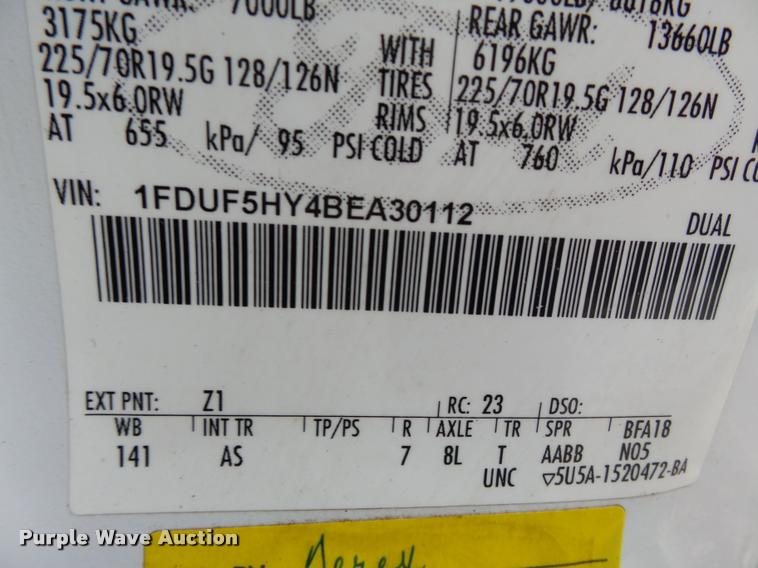 GAWR: 7000LB
3175KG
225/70R19.5G 128/126N
19.5x6.0RW
AT 655 kPa/ 95 PSI COLD
WITH
TIRES
RIMS
REAR GAWR: 13660LB
6196KG
225/70R19.5G 128/126N
19.5x6.0RW
AT 760 kPa/110 PSI
VIN: 1FDUF5HY4BEA30112
DUAL
EXT PNT: Z1 RC: 23 DSO:
WB INT TR TP/PS R AXLE TR SPR BFA18
141 AS 7 8L T AABB N05
UNC ▽5U5A-1520472-BA
Purple Wave Auction